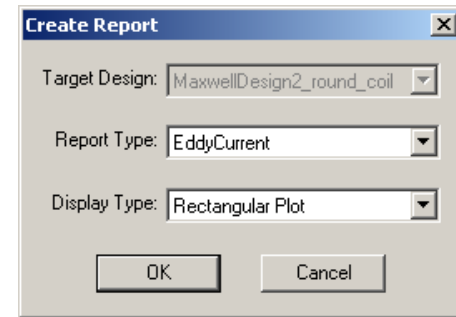 Create Report
Target Design: MaxwellDesign2_round_coil
Report Type: EddyCurrent
Display Type: Rectangular Plot
OK Cancel